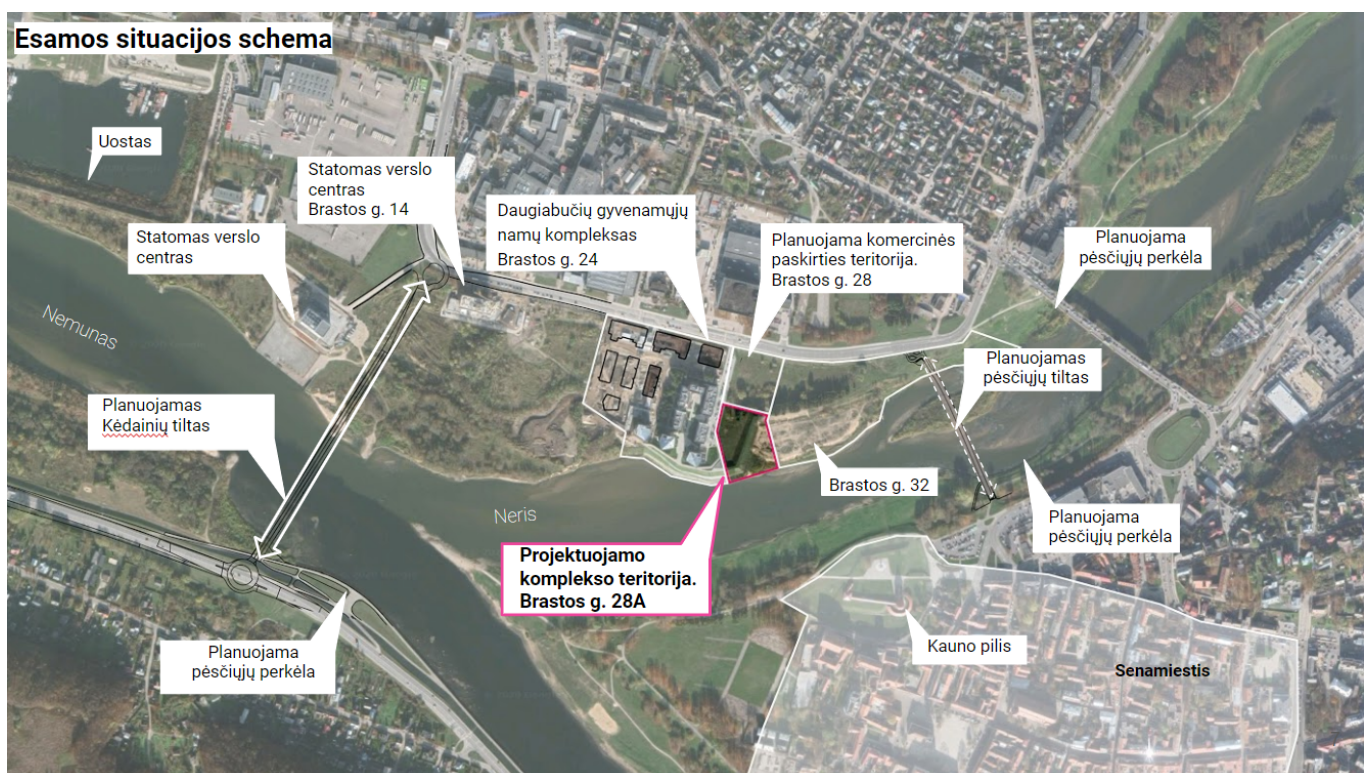 Esamos situacijos schema
Uostas
Statomas verslo
centras
Brastos g. 14
Statomas verslo
centras
Daugiabučių gyvenamųjų
namų kompleksas
Brastos g. 24
Planuojama komercinės
paskirties teritorija.
Brastos g. 28
Planuojama
pėsčiųjų perkėla
Nemunas
Planuojamas
Kėdainių tiltas
Planuojamas
pėsčiųjų tiltas
Brastos g. 32
Neris
Planuojama
pėsčiųjų perkėla
Projektuojamo
komplekso teritorija.
Brastos g. 28A
Planuojama
pėsčiųjų perkėla
Kauno pilis
Senamiestis